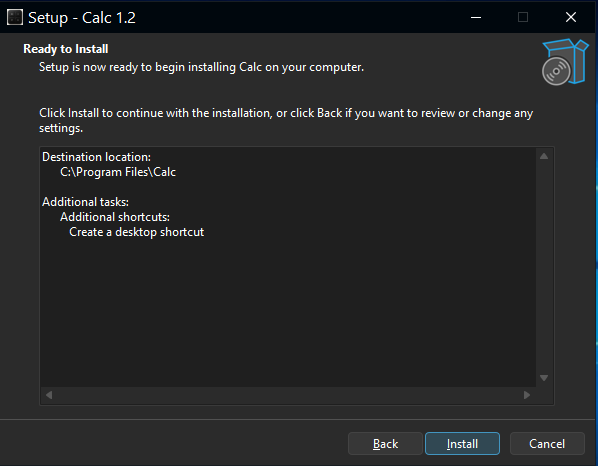 Setup - Calc 1.2
Ready to Install
Setup is now ready to begin installing Calc on your computer.
Click Install to continue with the installation, or click Back if you want to review or change any
settings.
Destination location:
C:\Program Files\Calc
Additional tasks:
Additional shortcuts:
Create a desktop shortcut
Back
Install
Cancel